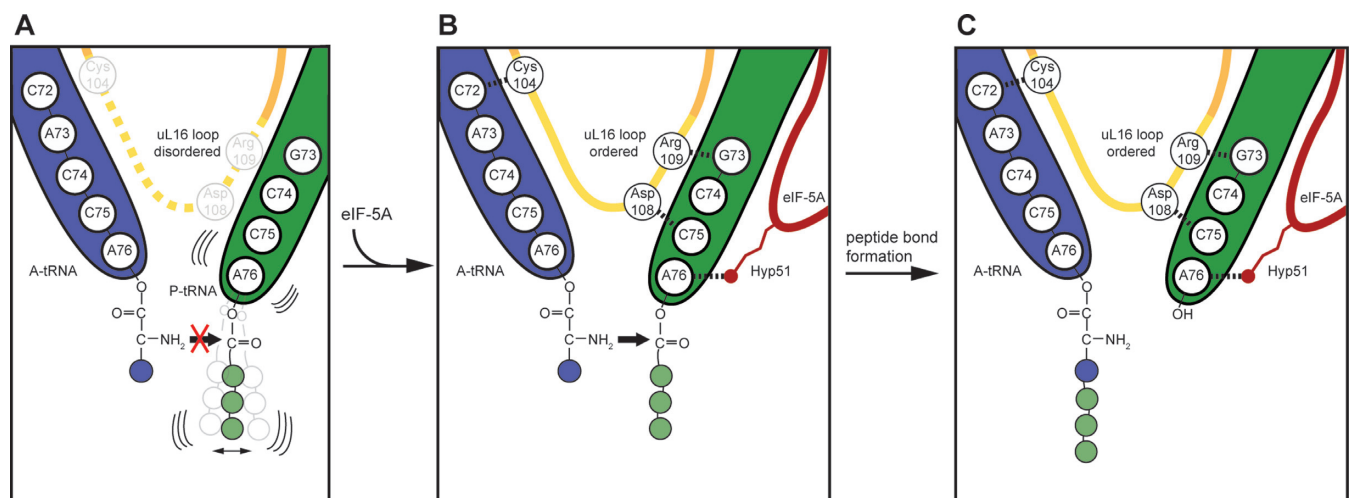 A
Cys
104
C72
A73
C74
C75
A76
uL16 loop
disordered
Arg
109
Asp
108
G73
C74
C75
A76
A-tRNA
P-tRNA
O
O=C
C-NH2
O
C=O
eIF-5A
B
Cys
104
C72
A73
C74
C75
A76
uL16 loop
ordered
Arg
109
Asp
108
G73
C74
C75
A76
eIF-5A
Hyp51
A-tRNA
O
O=C
C-NH2
O
C=O
peptide bond
formation
C
Cys
104
C72
A73
C74
C75
A76
uL16 loop
ordered
Arg
109
Asp
108
G73
C74
C75
A76
eIF-5A
Hyp51
A-tRNA
O
O=C
C-NH2
OH